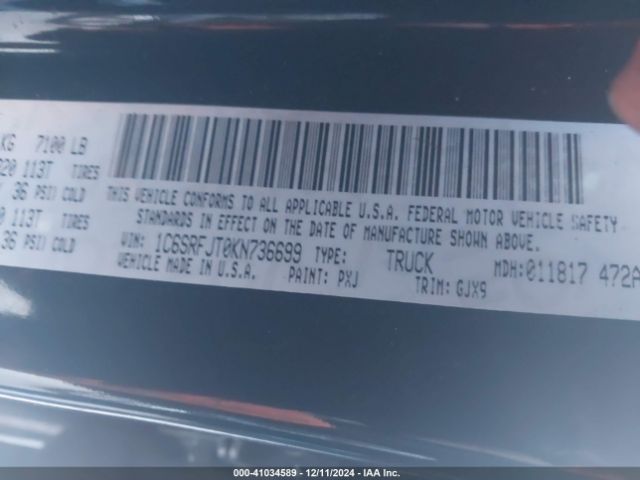 KG 7100 LB
20 113T TIRES
36 PSI/COLD
0 113T TIRES
36 PSI/COLD
THIS VEHICLE CONFORMS TO ALL APPLICABLE U.S.A. FEDERAL MOTOR VEHICLE SAFETY
STANDARDS IN EFFECT ON THE DATE OF MANUFACTURE SHOWN ABOVE.
VIN: 1C6SRFJT0KN736699 TYPE: TRUCK MDH:011817 472A
VEHICLE MADE IN U.S.A. PAINT: PXJ TRIM: GJX9
000-41034589 - 12/11/2024 - IAA Inc.